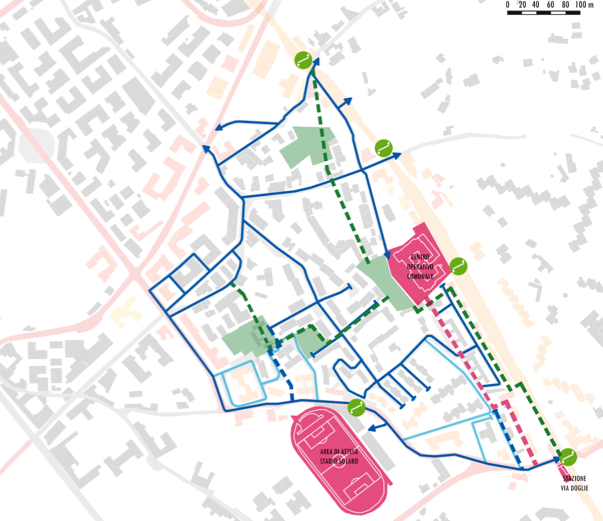 0 20 40 60 80 100 m
CENTRO
OPERATIVO
COMUNALE
AREA DI ATTESA
STADIO SOLARO
STAZIONE
VIA DOGLIE